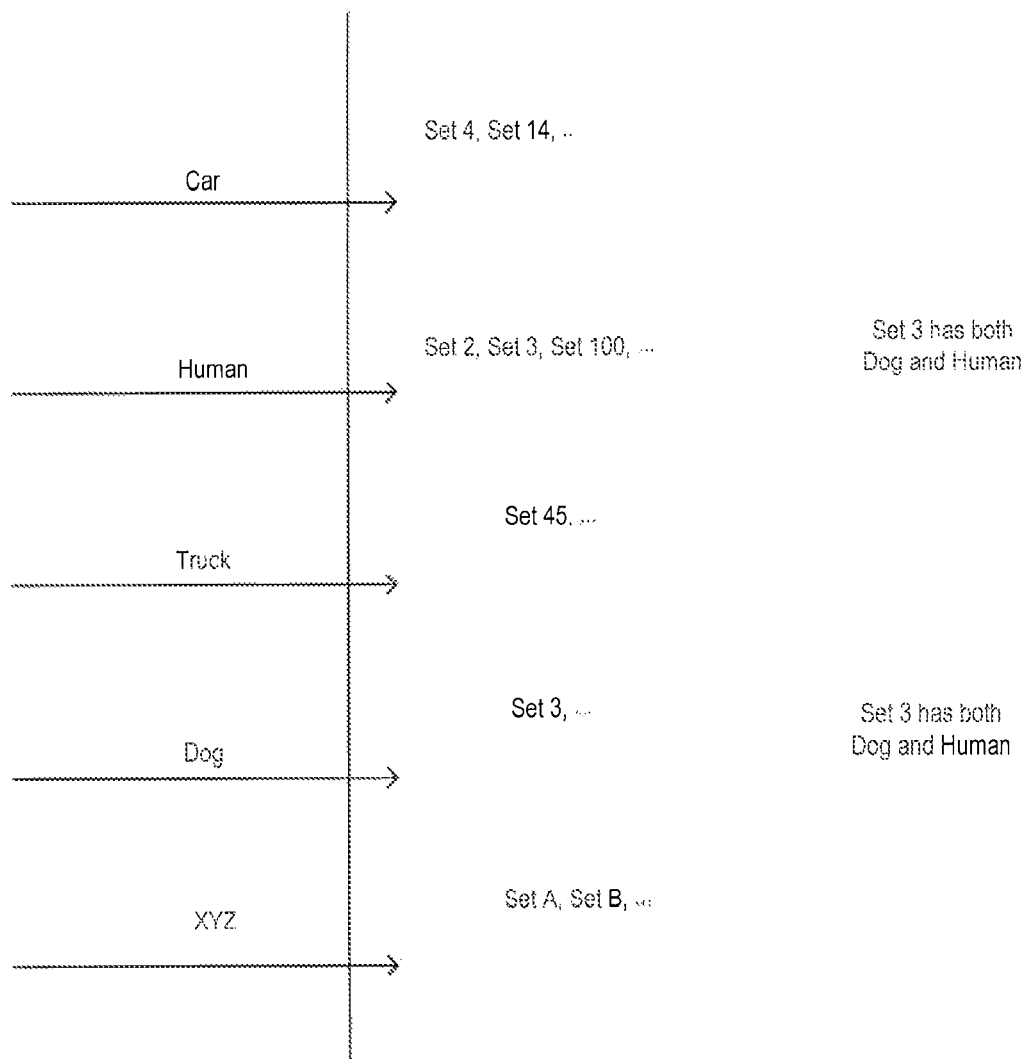 Set 4, Set 14, ...
Car
Set 2, Set 3, Set 100, ...
Human
Set 3 has both
Dog and Human
Set 45. ...
Truck
Set 3, ...
Dog
Set 3 has both
Dog and Human
Set A, Set B, ...
XYZ